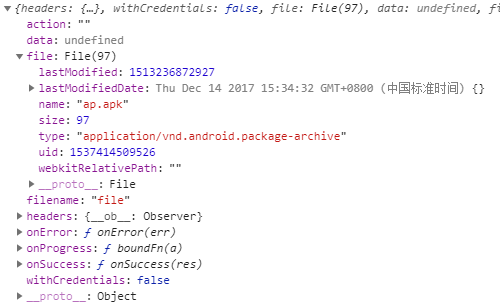 ▼{headers: {…}, withCredentials: false, file: File(97), data: undefined, fi
action: ""
data: undefined
▼file: File(97)
lastModified: 1513236872927
▶lastModifiedDate: Thu Dec 14 2017 15:34:32 GMT+0800 (中国标准时间) {}
name: "ap.apk"
size: 97
type: "application/vnd.android.package-archive"
uid: 1537414509526
webkitRelativePath: ""
▶__proto__: File
filename: "file"
▶headers: {__ob__: Observer}
▶onError: ƒ onError(err)
▶onProgress: ƒ boundFn(a)
▶onSuccess: ƒ onSuccess(res)
withCredentials: false
▶__proto__: Object